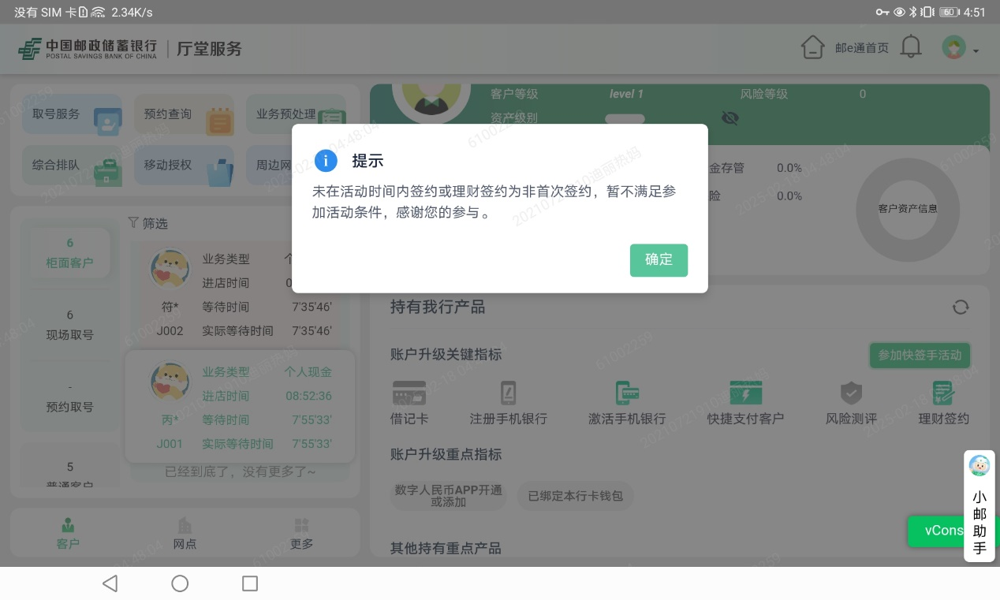 没有 SIM 卡 2.34K/s
60 4:51
中国邮政储蓄银行
POSTAL SAVINGS BANK OF CHINA
厅堂服务
邮e通首页
取号服务
预约查询
业务预处理
综合排队
移动授权
周边网
客户等级
level 1
风险等级
0
资产级别
金存管
0.0%
险
0.0%
客户资产信息
提示
未在活动时间内签约或理财签约为非首次签约，暂不满足参
加活动条件，感谢您的参与。
确定
6
柜面客户
6
现场取号
-
预约取号
5
普通客户
筛选
业务类型 个
进店时间 0
符* 等待时间 7'35'46'
J002 实际等待时间 7'35'46'
业务类型 个人现金
进店时间 08:52:36
丙* 等待时间 7'55'33'
J001 实际等待时间 7'55'33'
已经到底了，没有更多了~
客户
网点
更多
持有我行产品
账户升级关键指标
参加快签手活动
借记卡
注册手机银行
激活手机银行
快捷支付客户
风险测评
理财签约
账户升级重点指标
数字人民币APP开通
或添加
已绑定本行卡钱包
其他持有重点产品
vCons
小
邮
助
手